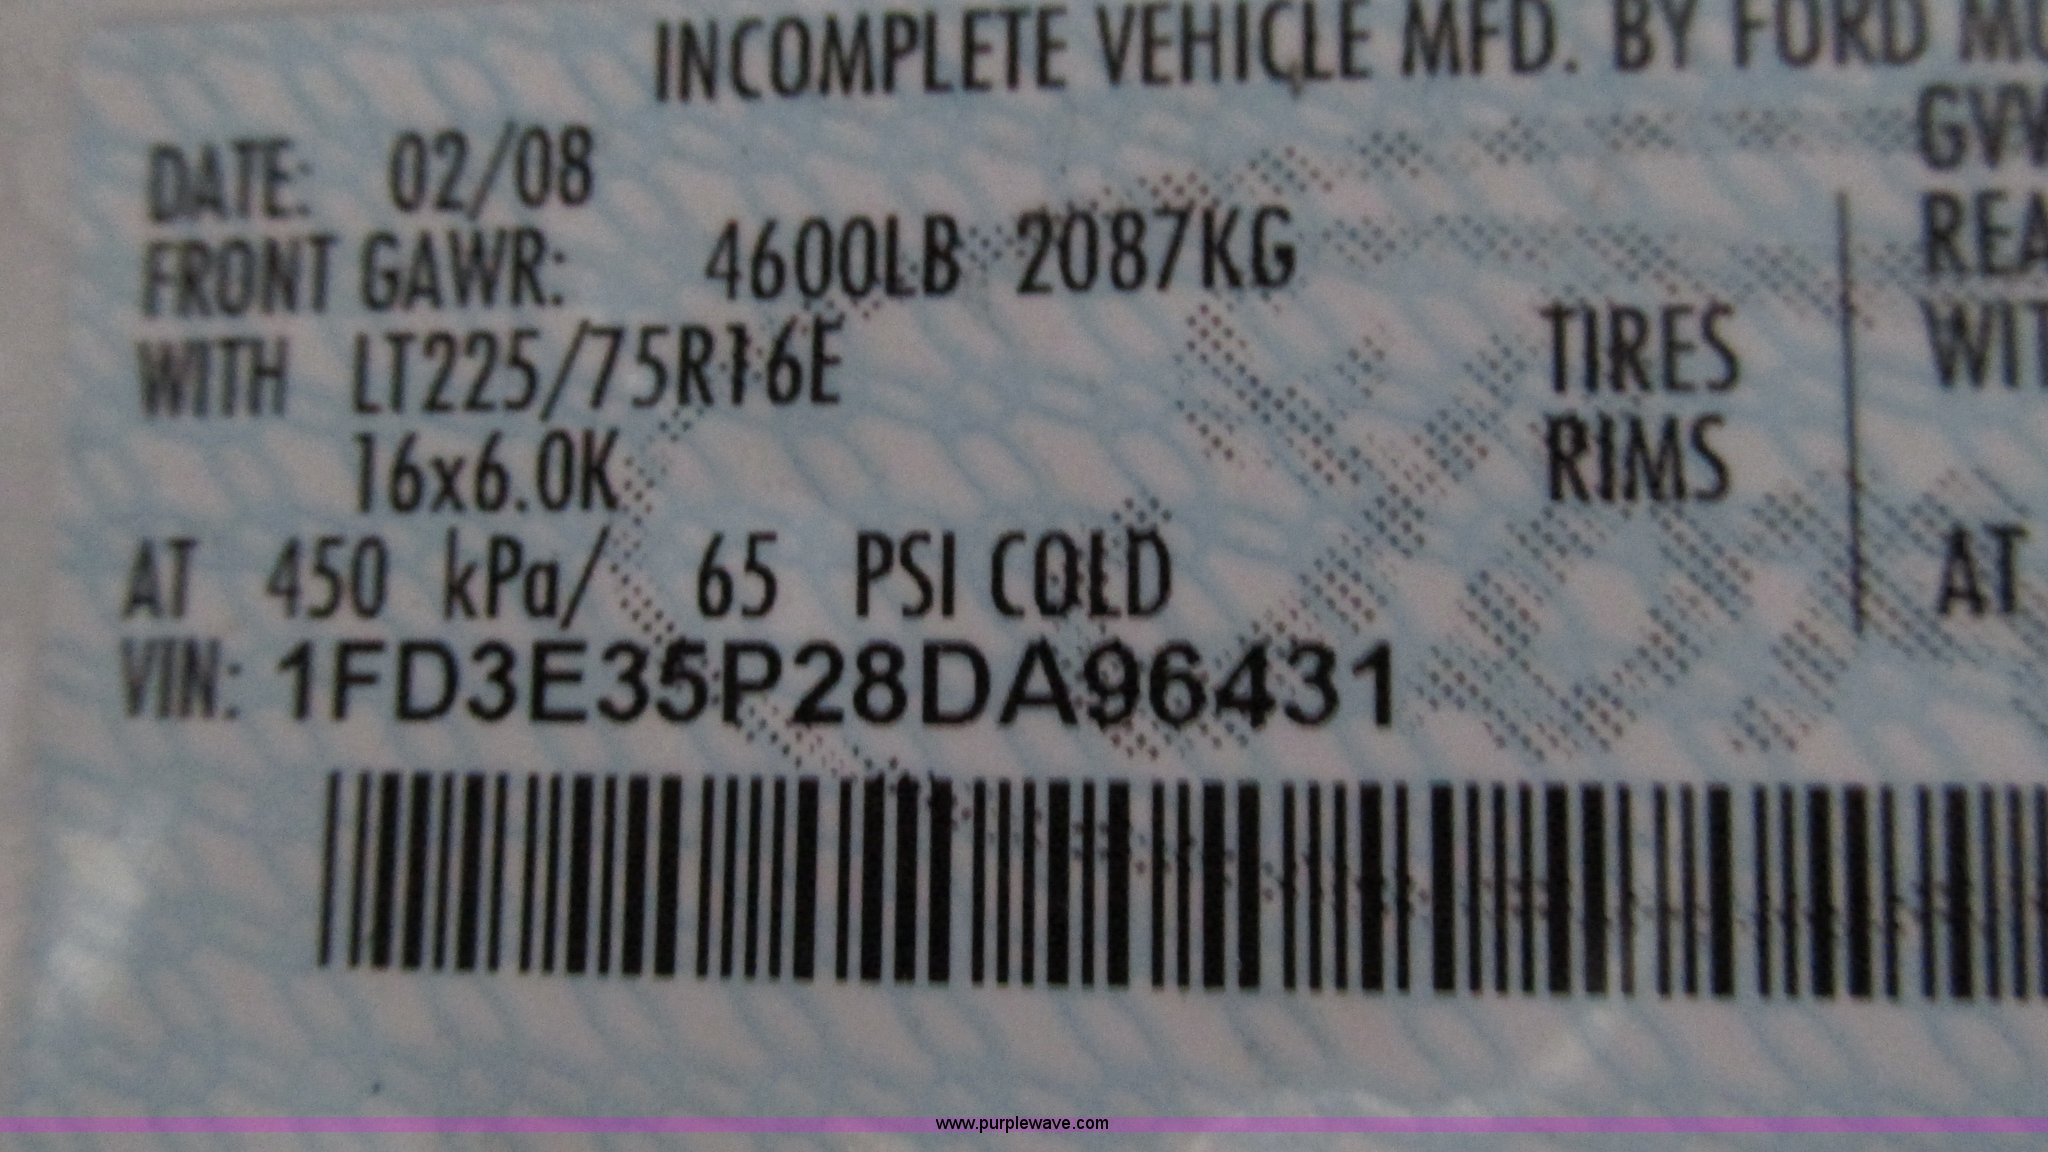 INCOMPLETE VEHICLE MFD. BY FORD
DATE: 02/08
FRONT GAWR: 4600LB 2087KG
WITH LT225/75R16E TIRES
16x6.0K RIMS
AT 450 kPa/ 65 PSI COLD
AT
VIN: 1FD3E35P28DA96431
www.purplewave.com